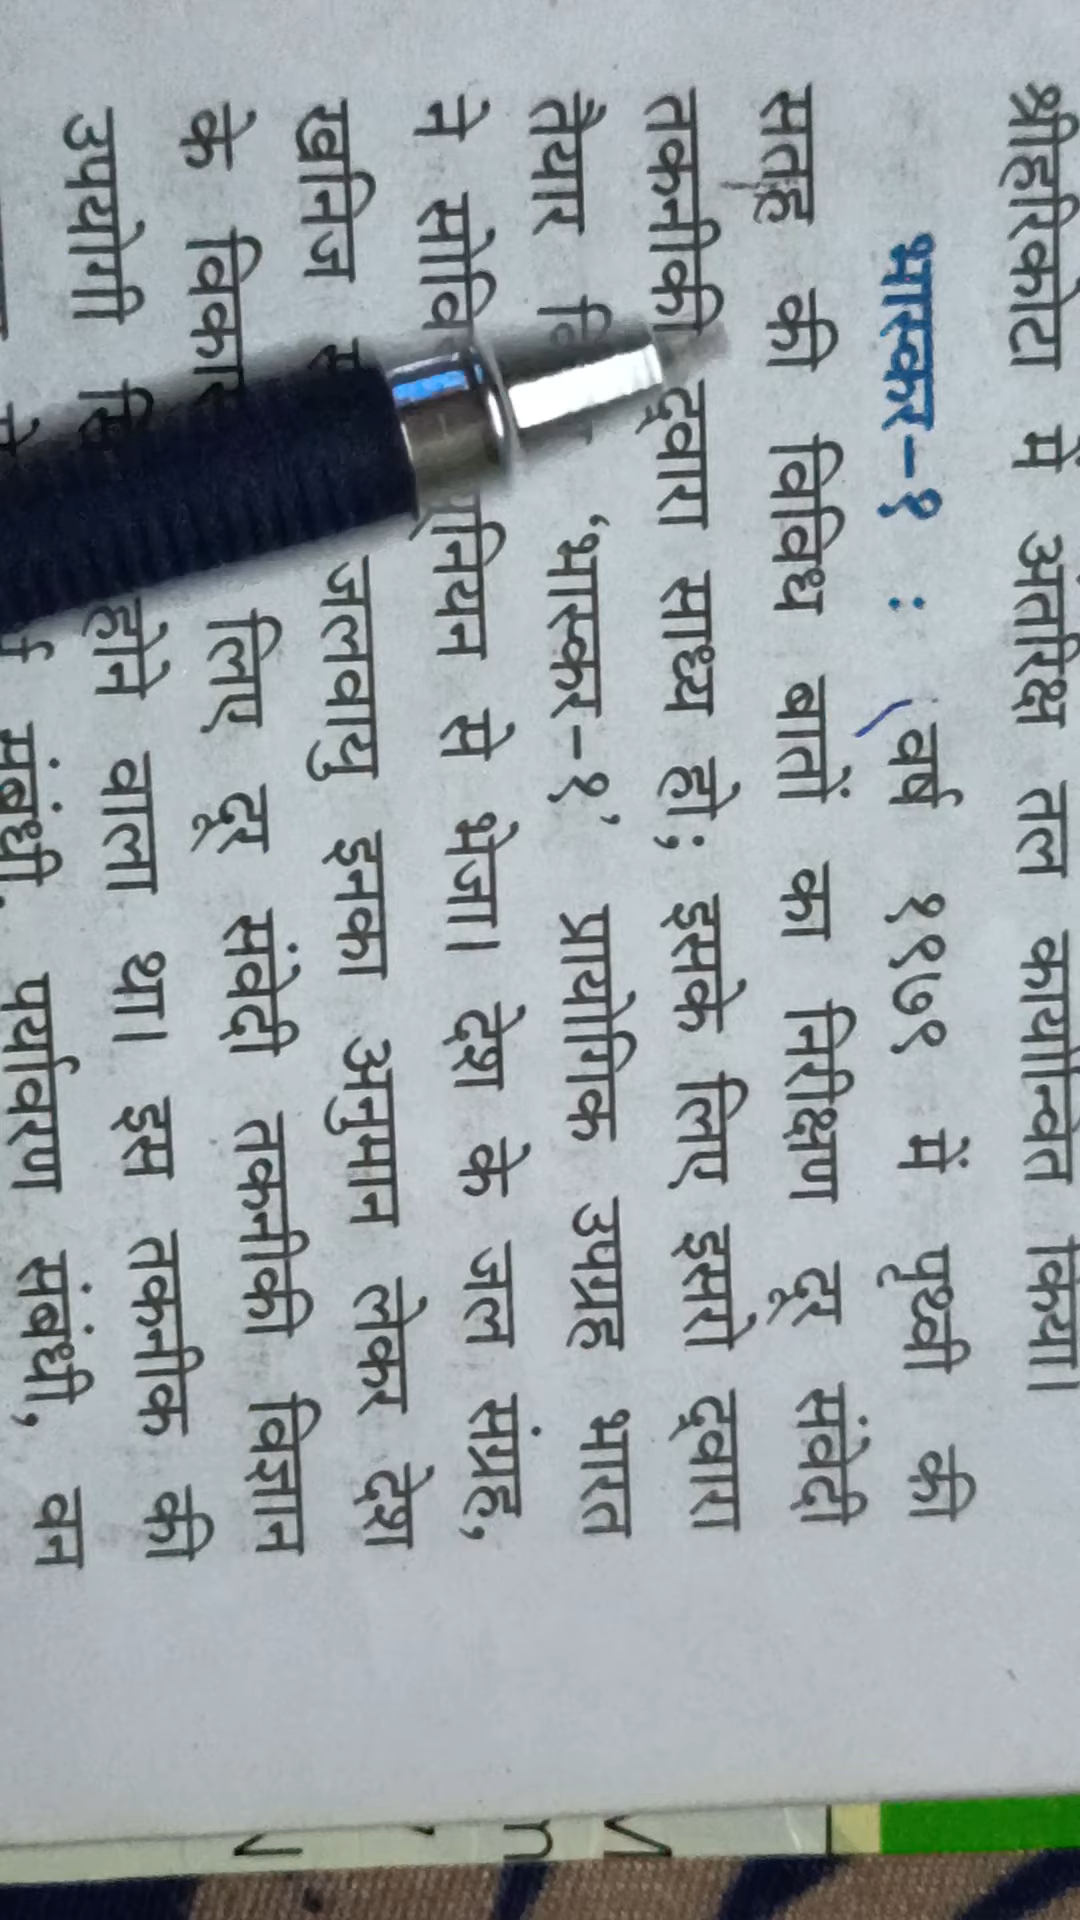 श्रीहरिकोटा में अंतरिक्ष तल कार्यान्वित किया।
भास्कर-१ : वर्ष १९७९ में पृथ्वी की
सतह की विविध बातों का निरीक्षण दूर संवेदी
तकनीकी द्वारा साध्य हो; इसके लिए इसरो द्वारा
तैयार ‘भास्कर-१’ प्रायोगिक उपग्रह भारत
ने से भेजा। देश के जल संग्रह,
खनिज जलवायु इनका अनुमान लेकर देश
के लिए दूर संवेदी तकनीकी विज्ञान
उपयोगी होने वाला था। इस तकनीक की
संबंधी, पर्यावरण संबंधी, वन